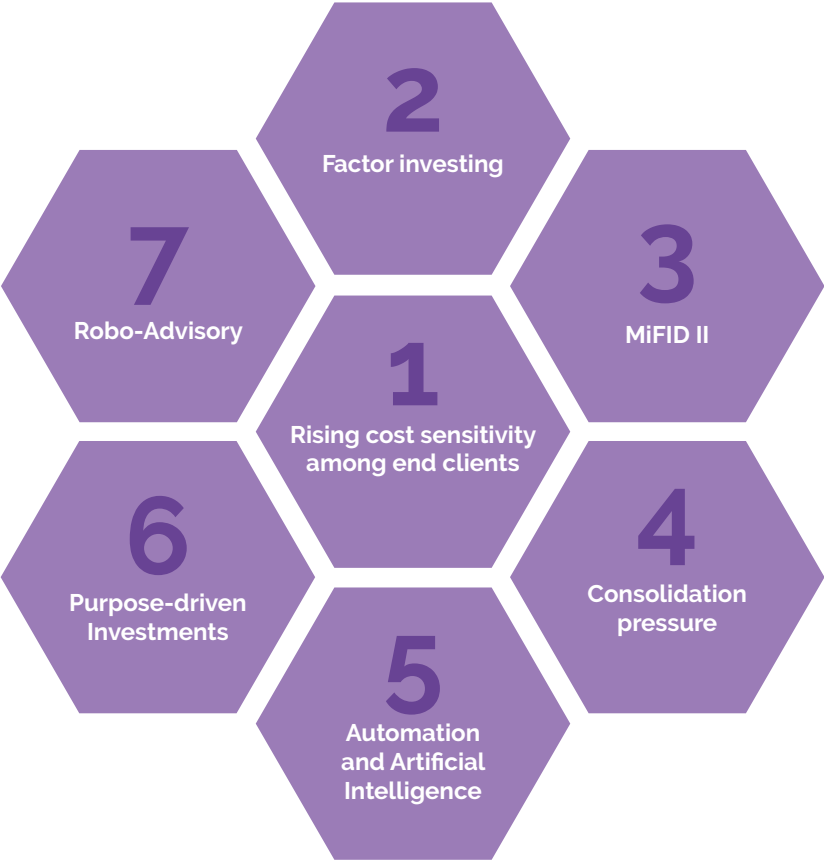 1
Rising cost sensitivity
among end clients
2
Factor investing
3
MiFID II
4
Consolidation
pressure
5
Automation
and Artificial
Intelligence
6
Purpose-driven
Investments
7
Robo-Advisory